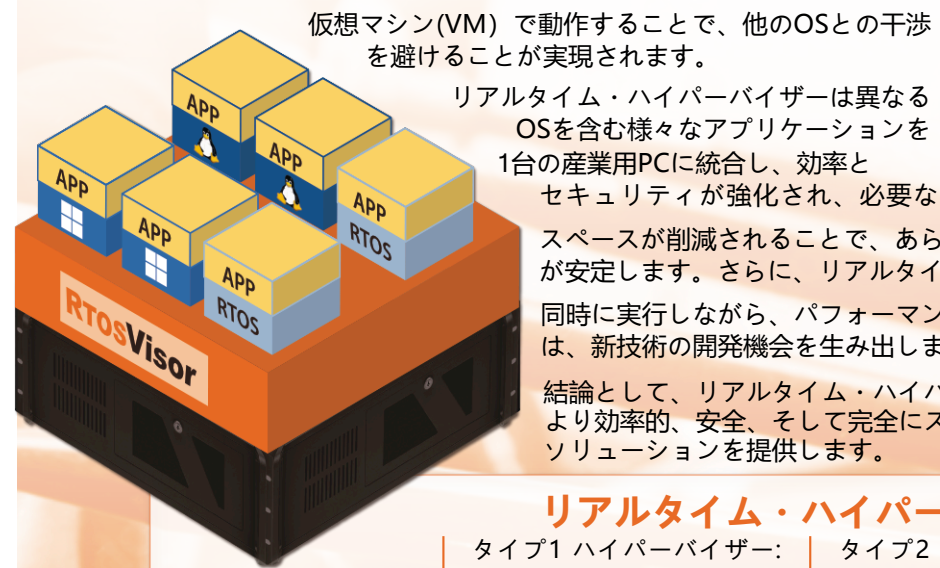 仮想マシン(VM）で動作することで、他のOSとの干渉
を避けることが実現されます。
リアルタイム・ハイパーバイザーは異なる
OSを含む様々なアプリケーションを
1台の産業用PCに統合し、効率と
セキュリティが強化され、必要な
スペースが削減されることで、あら
が安定します。さらに、リアルタイ
同時に実行しながら、パフォーマン
は、新技術の開発機会を生み出しま
結論として、リアルタイム・ハイパ
より効率的、安全、そして完全にス
ソリューションを提供します。
APP
APP
APP
APP
RTOS
APP
APP
RTOS
RTOSVisor
リアルタイム・ハイパー
タイプ1 ハイパーバイザー:
タイプ2